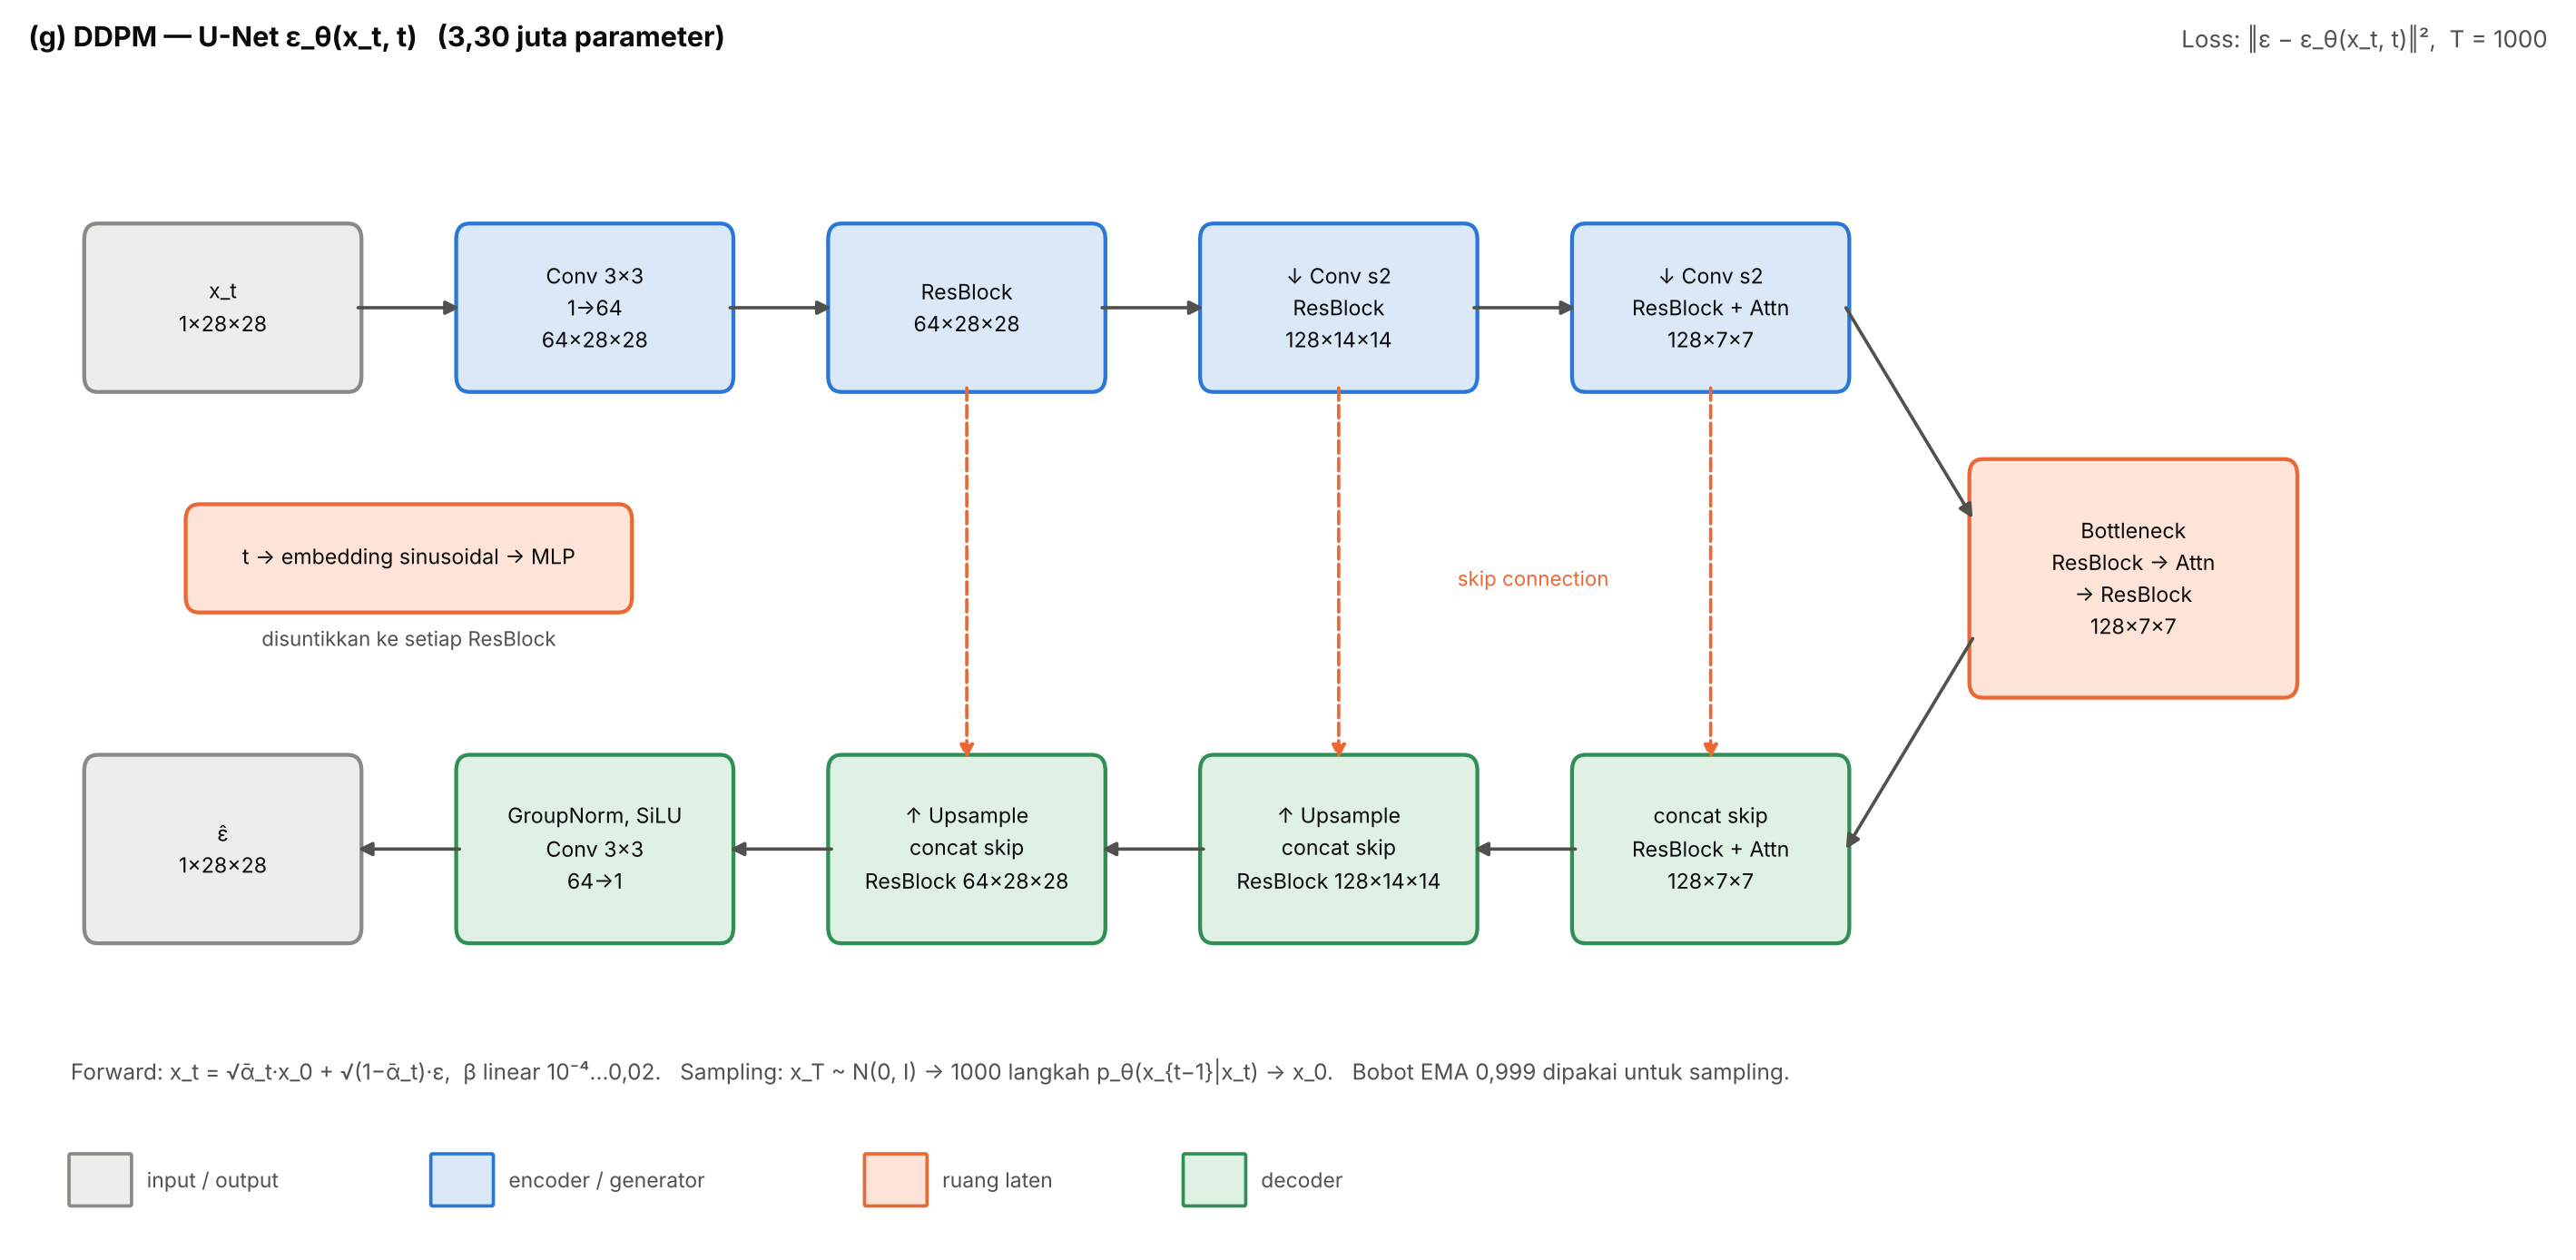 (g) DDPM — U-Net ε_θ(x_t, t) (3,30 juta parameter)
Loss: ‖ε − ε_θ(x_t, t)‖², T = 1000
x_t
1×28×28
Conv 3×3
1→64
64×28×28
ResBlock
64×28×28
↓ Conv s2
ResBlock
128×14×14
↓ Conv s2
ResBlock + Attn
128×7×7
t → embedding sinusoidal → MLP
disuntikkan ke setiap ResBlock
skip connection
Bottleneck
ResBlock → Attn
→ ResBlock
128×7×7
ε̂
1×28×28
GroupNorm, SiLU
Conv 3×3
64→1
↑ Upsample
concat skip
ResBlock 64×28×28
↑ Upsample
concat skip
ResBlock 128×14×14
concat skip
ResBlock + Attn
128×7×7
Forward: x_t = √ᾱ_t·x_0 + √(1−ᾱ_t)·ε, β linear 10⁻⁴…0,02. Sampling: x_T ~ N(0, I) → 1000 langkah p_θ(x_{t−1}|x_t) → x_0. Bobot EMA 0,999 dipakai untuk sampling.
input / output
encoder / generator
ruang laten
decoder